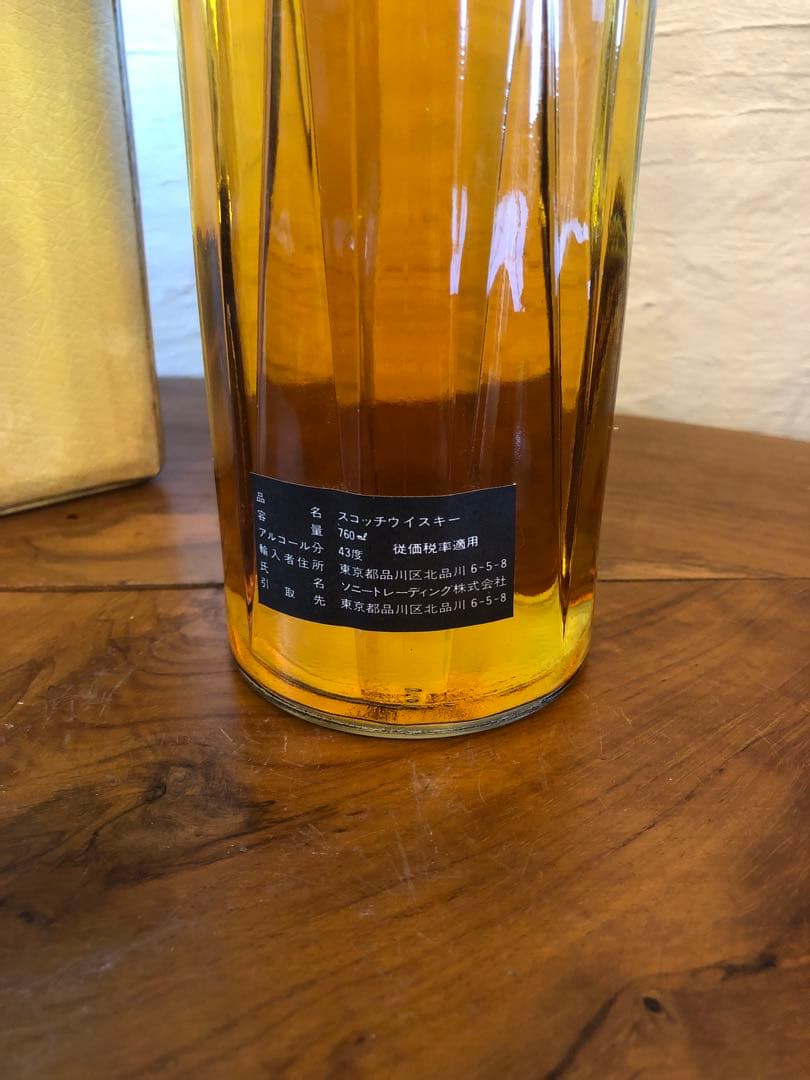 品名 スコッチウイスキー
容量 760㎖
アルコール分 43度 従価税率適用
輸入者住所 東京都品川区北品川 6-5-8
氏名 ソニートレーディング株式会社
引取先 東京都品川区北品川 6-5-8